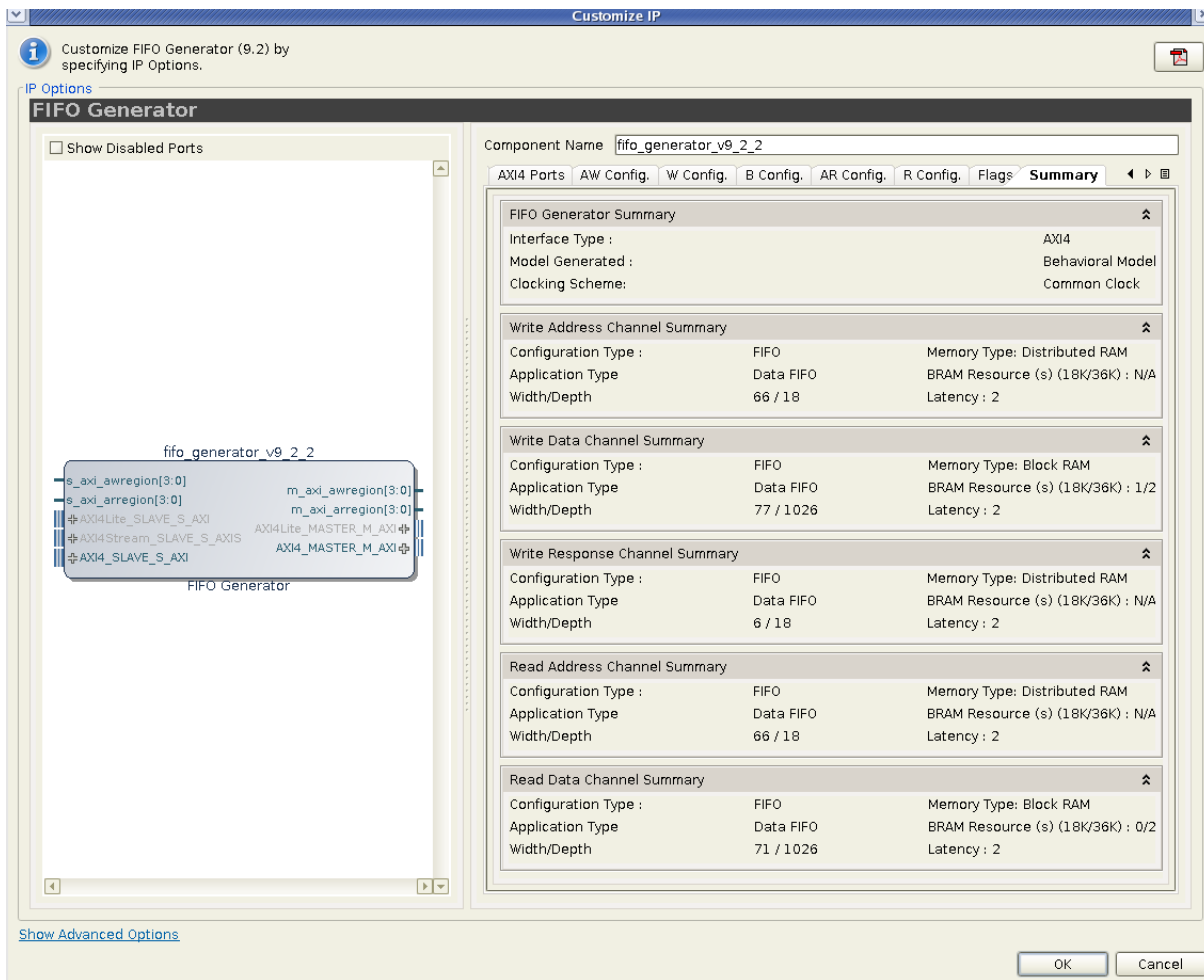 Customize IP
Customize FIFO Generator (9.2) by
specifying IP Options.
IP Options
FIFO Generator
Show Disabled Ports
fifo_generator_v9_2_2
s_axi_awregion[3:0]
s_axi_arregion[3:0]
AXI4Lite_SLAVE_S_AXI
AXI4Stream_SLAVE_S_AXIS
AXI4_SLAVE_S_AXI
m_axi_awregion[3:0]
m_axi_arregion[3:0]
AXI4Lite_MASTER_M_AXI
AXI4_MASTER_M_AXI
FIFO Generator
Component Name fifo_generator_v9_2_2
AXI4 Ports AW Config. W Config. B Config. AR Config. R Config. Flags Summary
FIFO Generator Summary
Interface Type : AXI4
Model Generated : Behavioral Model
Clocking Scheme: Common Clock
Write Address Channel Summary
Configuration Type : FIFO Memory Type: Distributed RAM
Application Type Data FIFO BRAM Resource (s) (18K/36K) : N/A
Width/Depth 66 / 18 Latency : 2
Write Data Channel Summary
Configuration Type : FIFO Memory Type: Block RAM
Application Type Data FIFO BRAM Resource (s) (18K/36K) : 1/2
Width/Depth 77 / 1026 Latency : 2
Write Response Channel Summary
Configuration Type : FIFO Memory Type: Distributed RAM
Application Type Data FIFO BRAM Resource (s) (18K/36K) : N/A
Width/Depth 6 / 18 Latency : 2
Read Address Channel Summary
Configuration Type : FIFO Memory Type: Distributed RAM
Application Type Data FIFO BRAM Resource (s) (18K/36K) : N/A
Width/Depth 66 / 18 Latency : 2
Read Data Channel Summary
Configuration Type : FIFO Memory Type: Block RAM
Application Type Data FIFO BRAM Resource (s) (18K/36K) : 0/2
Width/Depth 71 / 1026 Latency : 2
Show Advanced Options
OK Cancel